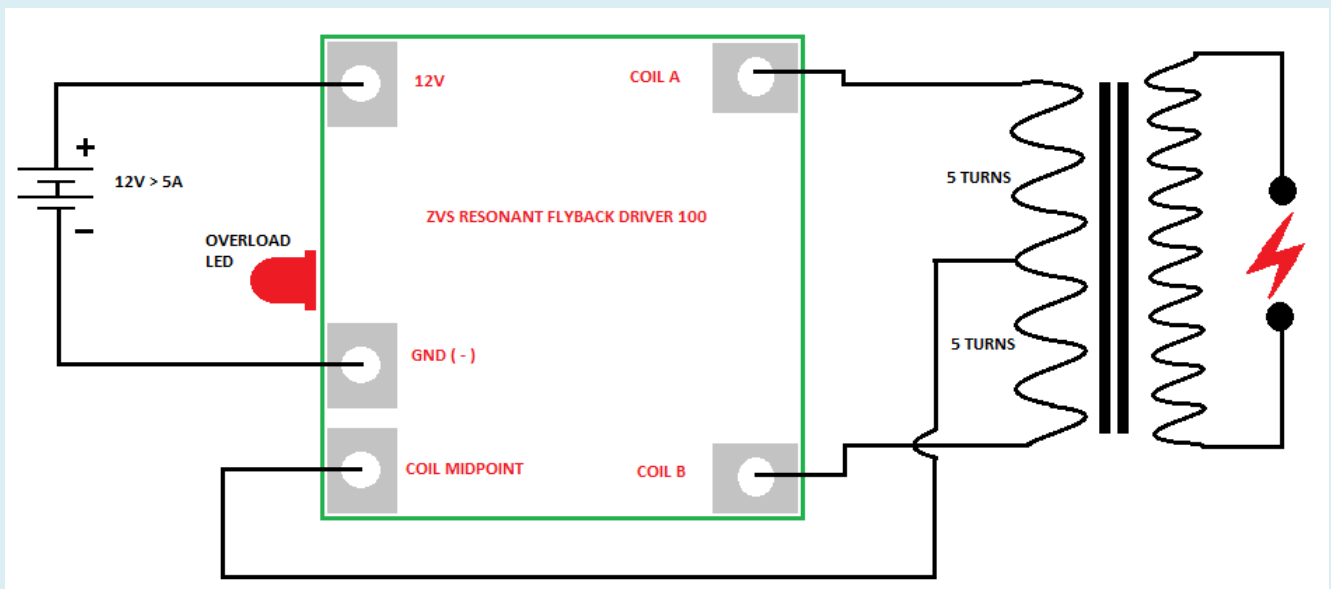 12V
COIL A
+
12V > 5A
5 TURNS
ZVS RESONANT FLYBACK DRIVER 100
–
OVERLOAD
LED
GND ( - )
5 TURNS
COIL MIDPOINT
COIL B